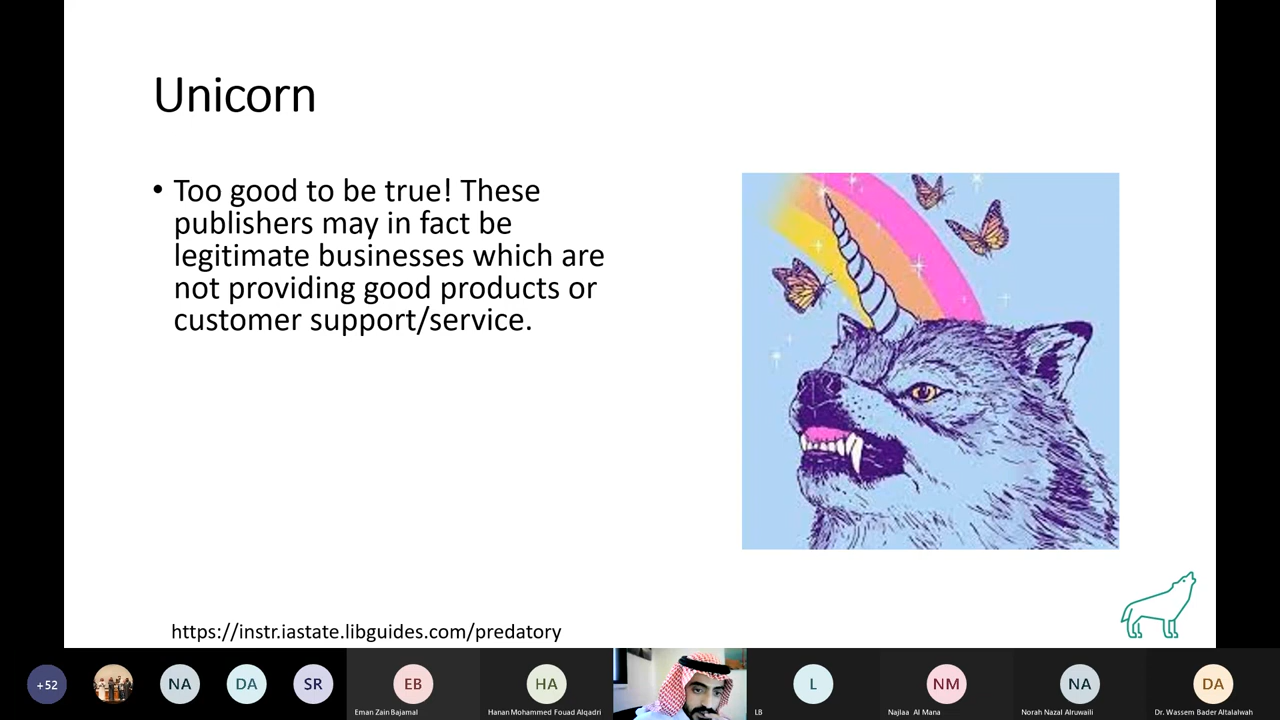 Unicorn
• Too good to be true! These
publishers may in fact be
legitimate businesses which are
not providing good products or
customer support/service.
https://instr.iastate.libguides.com/predatory
+52
NA
DA
SR
EB
HA
L
NM
NA
DA
Eman Zain Bajamal
Hanan Mohammed Fouad Alqadri
LB
Najlaa Al Mana
Norah Nazal Alruwaili
Dr. Wassem Bader Altalalwah